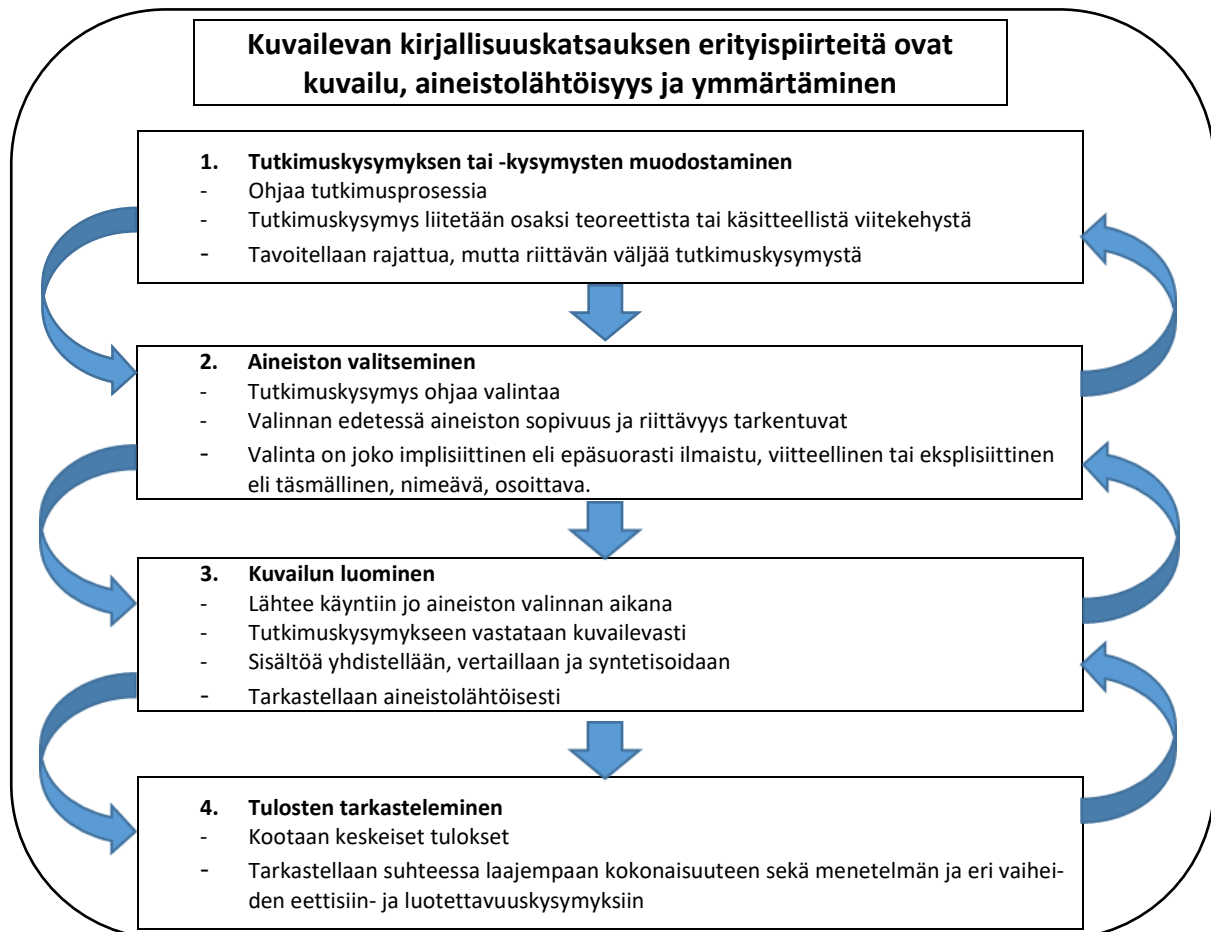 Kuvailevan kirjallisuuskatsauksen erityispiirteitä ovat
kuvailu, aineistolähtöisyys ja ymmärtäminen
1. Tutkimuskysymyksen tai -kysymysten muodostaminen
- Ohjaa tutkimusprosessia
- Tutkimuskysymys liitetään osaksi teoreettista tai käsitteellistä viitekehystä
- Tavoitellaan rajattua, mutta riittävän väljää tutkimuskysymystä
2. Aineiston valitseminen
- Tutkimuskysymys ohjaa valintaa
- Valinnan edetessä aineiston sopivuus ja riittävyys tarkentuvat
- Valinta on joko implisiittinen eli epäsuorasti ilmaistu, viitteellinen tai eksplisiittinen
eli täsmällinen, nimeävä, osoittava.
3. Kuvailun luominen
- Lähtee käyntiin jo aineiston valinnan aikana
- Tutkimuskysymykseen vastataan kuvailevasti
- Sisältöä yhdistellään, vertaillaan ja syntetisoidaan
- Tarkastellaan aineistolähtöisesti
4. Tulosten tarkasteleminen
- Kootaan keskeiset tulokset
- Tarkastellaan suhteessa laajempaan kokonaisuuteen sekä menetelmän ja eri vaihei-
den eettisiin- ja luotettavuuskysymyksiin